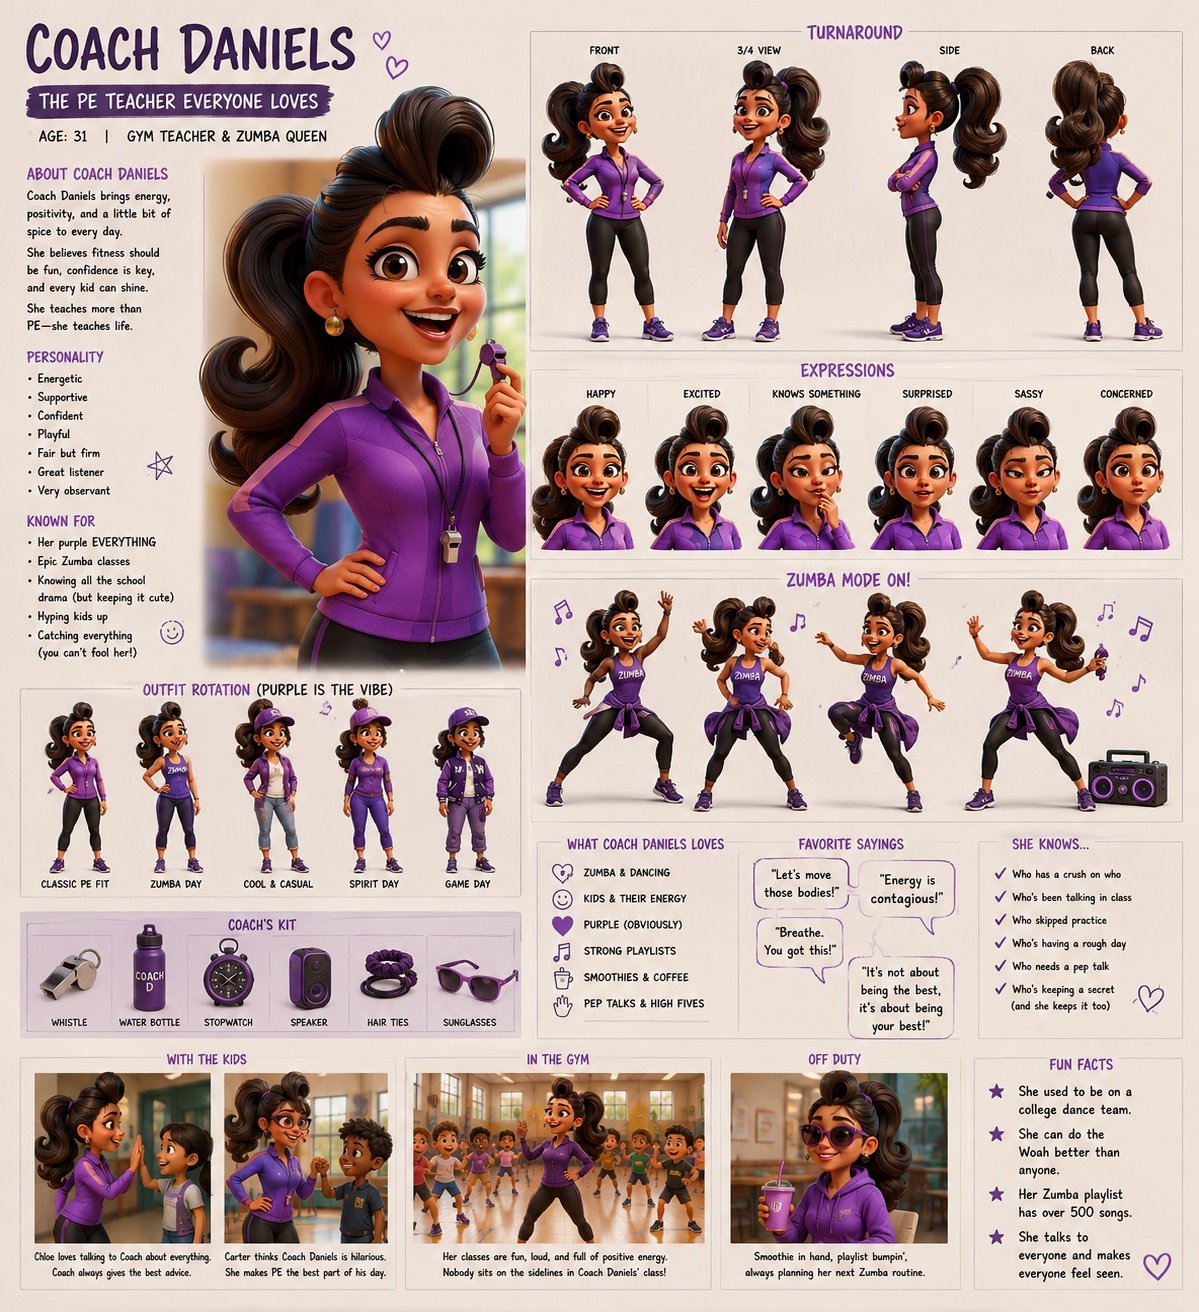 COACH DANIELS
THE PE TEACHER EVERYONE LOVES
AGE: 31 | GYM TEACHER & ZUMBA QUEEN
ABOUT COACH DANIELS
Coach Daniels brings energy,
positivity, and a little bit of
spice to every day.
She believes fitness should
be fun, confidence is key,
and every kid can shine.
She teaches more than
PE—she teaches life.
PERSONALITY
• Energetic
• Supportive
• Confident
• Playful
• Fair but firm
• Great listener
• Very observant
KNOWN FOR
• Her purple EVERYTHING
• Epic Zumba classes
• Knowing all the school
drama (but keeping it cute)
• Hyping kids up
• Catching everything
(you can't fool her!)
TURNAROUND
FRONT
3/4 VIEW
SIDE
BACK
EXPRESSIONS
HAPPY
EXCITED
KNOWS SOMETHING
SURPRISED
SASSY
CONCERNED
ZUMBA MODE ON!
ZUMBA
ZUMBA
ZUMBA
ZUMBA
OUTFIT ROTATION (PURPLE IS THE VIBE)
ZUMBA
CLASSIC PE FIT
ZUMBA DAY
COOL & CASUAL
SPIRIT DAY
GAME DAY
COACH'S KIT
COACH
D
WHISTLE
WATER BOTTLE
STOPWATCH
SPEAKER
HAIR TIES
SUNGLASSES
WHAT COACH DANIELS LOVES
ZUMBA & DANCING
KIDS & THEIR ENERGY
PURPLE (OBVIOUSLY)
STRONG PLAYLISTS
SMOOTHIES & COFFEE
PEP TALKS & HIGH FIVES
FAVORITE SAYINGS
"Let's move
those bodies!"
"Energy is
contagious!"
"Breathe.
You got this!"
"It's not about
being the best,
it's about being
your best!"
SHE KNOWS...
✓ Who has a crush on who
✓ Who's been talking in class
✓ Who skipped practice
✓ Who's having a rough day
✓ Who needs a pep talk
✓ Who's keeping a secret
(and she keeps it too)
WITH THE KIDS
Chloe loves talking to Coach about everything.
Coach always gives the best advice.
Carter thinks Coach Daniels is hilarious.
She makes PE the best part of his day.
IN THE GYM
Her classes are fun, loud, and full of positive energy.
Nobody sits on the sidelines in Coach Daniels' class!
OFF DUTY
Smoothie in hand, playlist bumpin',
always planning her next Zumba routine.
FUN FACTS
★ She used to be on a
college dance team.
★ She can do the
Woah better than
anyone.
★ Her Zumba playlist
has over 500 songs.
★ She talks to
everyone and makes
everyone feel seen.